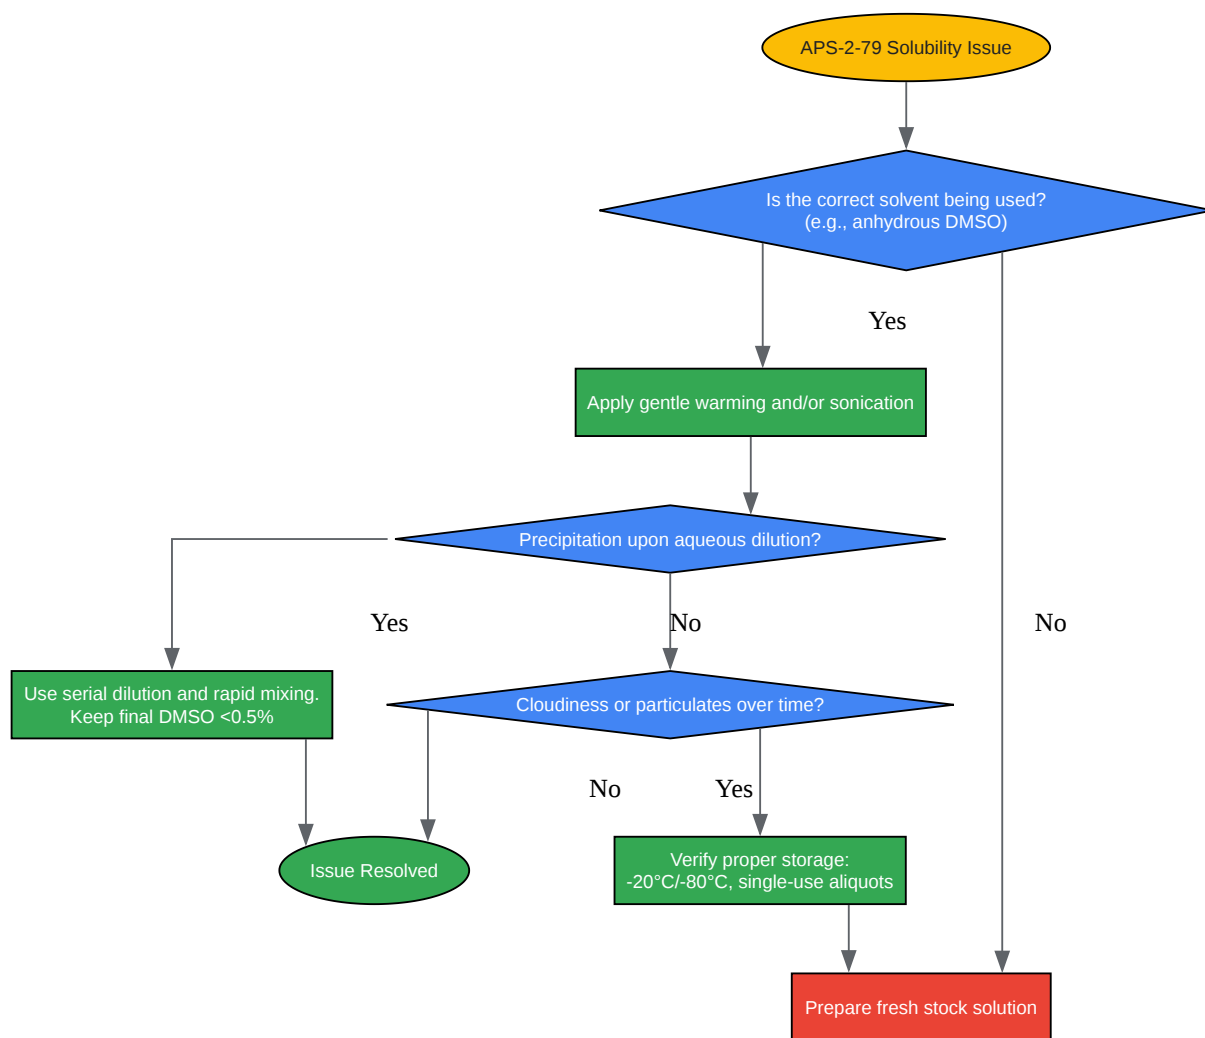 APS-2-79 Solubility Issue
Is the correct solvent being used?
(e.g., anhydrous DMSO)
Yes
Apply gentle warming and/or sonication
Precipitation upon aqueous dilution?
Yes
No
No
Use serial dilution and rapid mixing.
Keep final DMSO <0.5%
Cloudiness or particulates over time?
No
Yes
Issue Resolved
Verify proper storage:
-20°C/-80°C, single-use aliquots
Prepare fresh stock solution